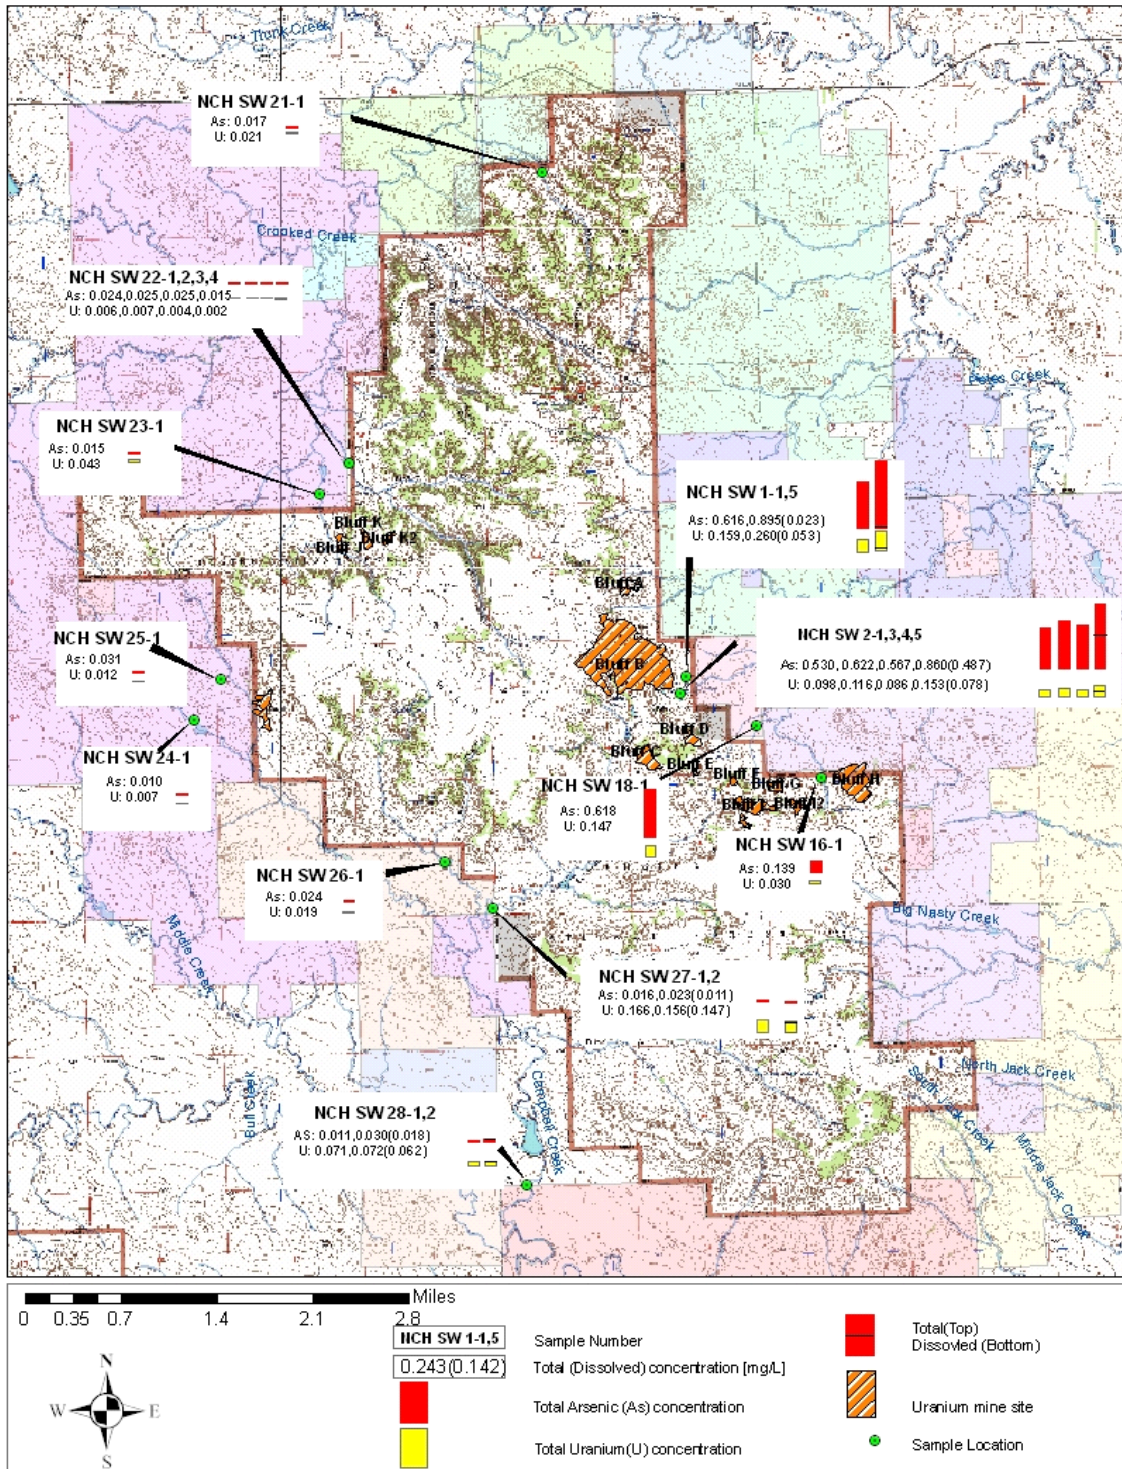 Trunk Creek
NCH SW 21-1
As: 0.017
U: 0.021
Crooked Creek
NCH SW 22-1,2,3,4
As: 0.024,0.025,0.025,0.015
U: 0.006,0.007,0.004,0.002
NCH SW 23-1
As: 0.015
U: 0.043
Bluff K
Bluff K2
Bluff J
NCH SW 1-1,5
As: 0.616,0.895(0.023)
U: 0.159,0.260(0.053)
Bluff A
NCH SW 25-1
As: 0.031
U: 0.012
NCH SW 2-1,3,4,5
As: 0.530,0.622,0.567,0.860(0.487)
U: 0.098,0.116,0.086,0.153(0.078)
Bluff B
Bluff D
Bluff C
Bluff E
Bluff F
Bluff G
Bluff H
NCH SW 24-1
As: 0.010
U: 0.007
NCH SW 18-1
As: 0.618
U: 0.147
NCH SW 16-1
As: 0.139
U: 0.030
NCH SW 26-1
As: 0.024
U: 0.019
Middle Creek
Big Nasty Creek
NCH SW 27-1,2
As: 0.016,0.023(0.011)
U: 0.166,0.156(0.147)
North Jack Creek
South Jack Creek
Middle Jack Creek
Bull Creek
Campbell Creek
NCH SW 28-1,2
AS: 0.011,0.030(0.018)
U: 0.071,0.072(0.062)
Miles
0 0.35 0.7 1.4 2.1 2.8
N
W E
S
NCH SW 1-1,5 Sample Number
0.243(0.142) Total (Dissolved) concentration [mg/L]
Total Arsenic (As) concentration
Total Uranium(U) concentration
Total(Top)
Dissovled (Bottom)
Uranium mine site
Sample Location